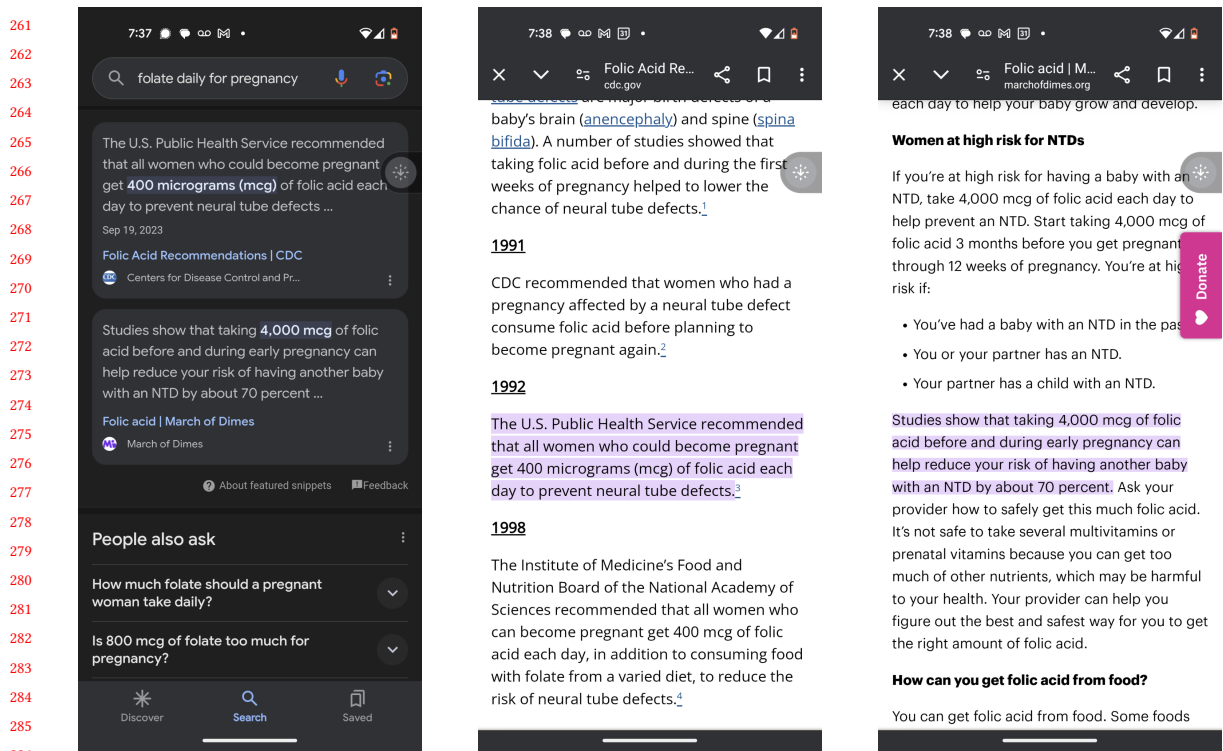 261
262
263
264
265
266
267
268
269
270
271
272
273
274
275
276
277
278
279
280
281
282
283
284
285
7:37
folate daily for pregnancy
The U.S. Public Health Service recommended
that all women who could become pregnant
get 400 micrograms (mcg) of folic acid each
day to prevent neural tube defects ...
Sep 19, 2023
Folic Acid Recommendations | CDC
CDC
Centers for Disease Control and Pr...
Studies show that taking 4,000 mcg of folic
acid before and during early pregnancy can
help reduce your risk of having another baby
with an NTD by about 70 percent ...
Folic acid | March of Dimes
March of Dimes
About featured snippets
Feedback
People also ask
How much folate should a pregnant
woman take daily?
Is 800 mcg of folate too much for
pregnancy?
Discover
Search
Saved
7:38
31
Folic Acid Re...
cdc.gov
tube defects are major birth defects of a
baby's brain (anencephaly) and spine (spina
bifida). A number of studies showed that
taking folic acid before and during the first
weeks of pregnancy helped to lower the
chance of neural tube defects.1
1991
CDC recommended that women who had a
pregnancy affected by a neural tube defect
consume folic acid before planning to
become pregnant again.2
1992
The U.S. Public Health Service recommended
that all women who could become pregnant
get 400 micrograms (mcg) of folic acid each
day to prevent neural tube defects.3
1998
The Institute of Medicine's Food and
Nutrition Board of the National Academy of
Sciences recommended that all women who
can become pregnant get 400 mcg of folic
acid each day, in addition to consuming food
with folate from a varied diet, to reduce the
risk of neural tube defects.4
7:38
31
Folic acid | M...
marchofdimes.org
each day to help your baby grow and develop.
Women at high risk for NTDs
If you're at high risk for having a baby with an
NTD, take 4,000 mcg of folic acid each day to
help prevent an NTD. Start taking 4,000 mcg of
folic acid 3 months before you get pregnant
through 12 weeks of pregnancy. You're at hig
risk if:
• You've had a baby with an NTD in the pas
• You or your partner has an NTD.
• Your partner has a child with an NTD.
Donate
Studies show that taking 4,000 mcg of folic
acid before and during early pregnancy can
help reduce your risk of having another baby
with an NTD by about 70 percent. Ask your
provider how to safely get this much folic acid.
It's not safe to take several multivitamins or
prenatal vitamins because you can get too
much of other nutrients, which may be harmful
to your health. Your provider can help you
figure out the best and safest way for you to get
the right amount of folic acid.
How can you get folic acid from food?
You can get folic acid from food. Some foods